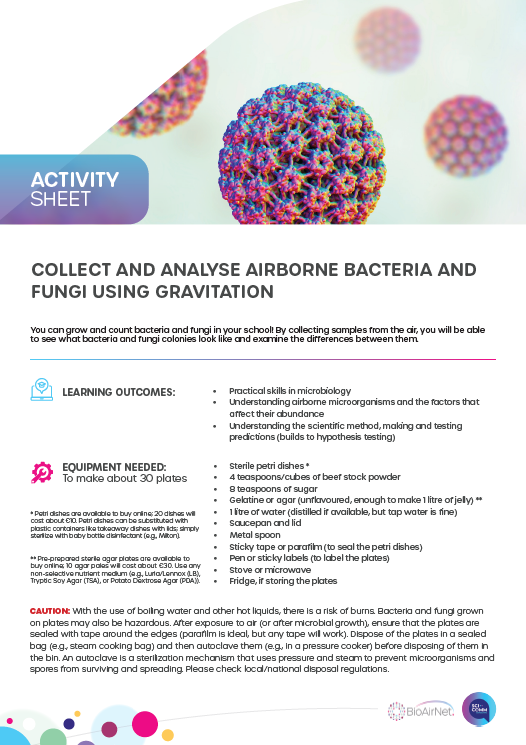 ACTIVITY
SHEET
COLLECT AND ANALYSE AIRBORNE BACTERIA AND
FUNGI USING GRAVITATION
You can grow and count bacteria and fungi in your school! By collecting samples from the air, you will be able
to see what bacteria and fungi colonies look like and examine the differences between them.
LEARNING OUTCOMES:
• Practical skills in microbiology
• Understanding airborne microorganisms and the factors that
affect their abundance
• Understanding the scientific method, making and testing
predictions (builds to hypothesis testing)
EQUIPMENT NEEDED:
To make about 30 plates
* Petri dishes are available to buy online; 20 dishes will
cost about €10. Petri dishes can be substituted with
plastic containers like takeaway dishes with lids; simply
sterilize with baby bottle disinfectant (e.g., Milton).
** Pre-prepared sterile agar plates are available to
buy online; 10 agar pales will cost about €30. Use any
non-selective nutrient medium (e.g., Luria/Lennox (LB),
Tryptic Soy Agar (TSA), or Potato Dextrose Agar (PDA)).
• Sterile petri dishes *
• 4 teaspoons/cubes of beef stock powder
• 8 teaspoons of sugar
• Gelatine or agar (unflavoured, enough to make 1 litre of jelly) **
• 1 litre of water (distilled if available, but tap water is fine)
• Saucepan and lid
• Metal spoon
• Sticky tape or parafilm (to seal the petri dishes)
• Pen or sticky labels (to label the plates)
• Stove or microwave
• Fridge, if storing the plates
CAUTION: With the use of boiling water and other hot liquids, there is a risk of burns. Bacteria and fungi grown
on plates may also be hazardous. After exposure to air (or after microbial growth), ensure that the plates are
sealed with tape around the edges (parafilm is ideal, but any tape will work). Dispose of the plates in a sealed
bag (e.g., steam cooking bag) and then autoclave them (e.g., in a pressure cooker) before disposing of them in
the bin. An autoclave is a sterilization mechanism that uses pressure and steam to prevent microorganisms and
spores from surviving and spreading. Please check local/national disposal regulations.
BioAirNet
SCI-
COMM